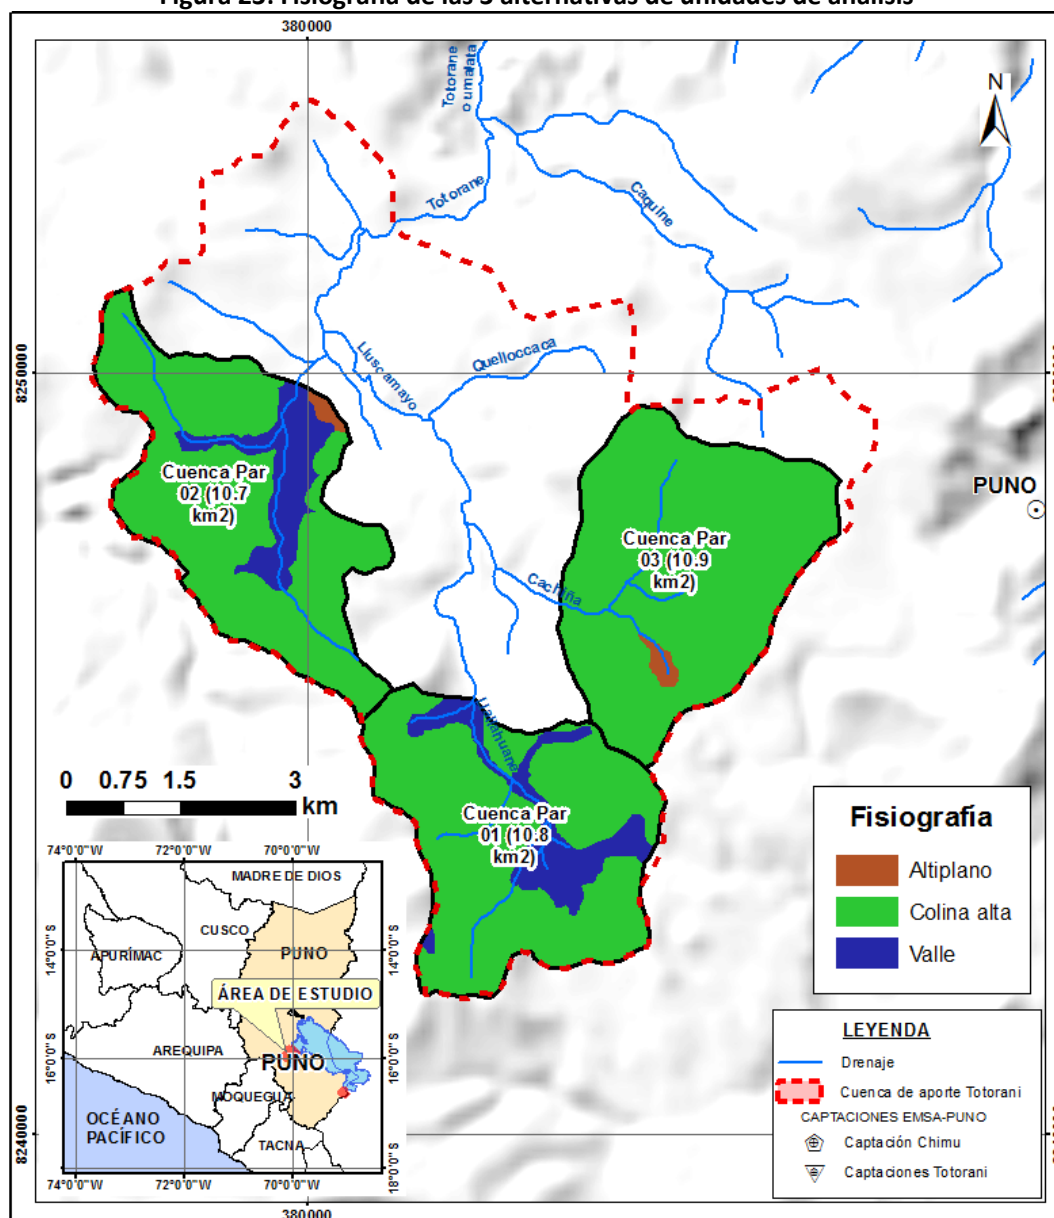 Figura 25. Fisiografía de las 3 alternativas de unidades de análisis
380000
Totorane
o umalata
N
Totorane
Caquine
8250000
Lluscamayo
Quelloccaca
Cuenca Par
02 (10.7
km2)
PUNO
Cuenca Par
03 (10.9
km2)
Cachiña
Llallahuane
0 0.75 1.5 3
km
Cuenca Par
01 (10.8
km2)
Fisiografía
Altiplano
Colina alta
Valle
74°0'0"W 72°0'0"W 70°0'0"W
MADRE DE DIOS
CUSCO
APURÍMAC
PUNO
14°0'0"S
14°0'0"S
ÁREA DE ESTUDIO
AREQUIPA
PUNO
16°0'0"S
16°0'0"S
MOQUEGUA
OCÉANO
PACÍFICO
TACNA
18°0'0"S
74°0'0"W 72°0'0"W 70°0'0"W
8240000
LEYENDA
Drenaje
Cuenca de aporte Totorani
CAPTACIONES EMSA-PUNO
Captación Chimu
Captaciones Totorani
380000